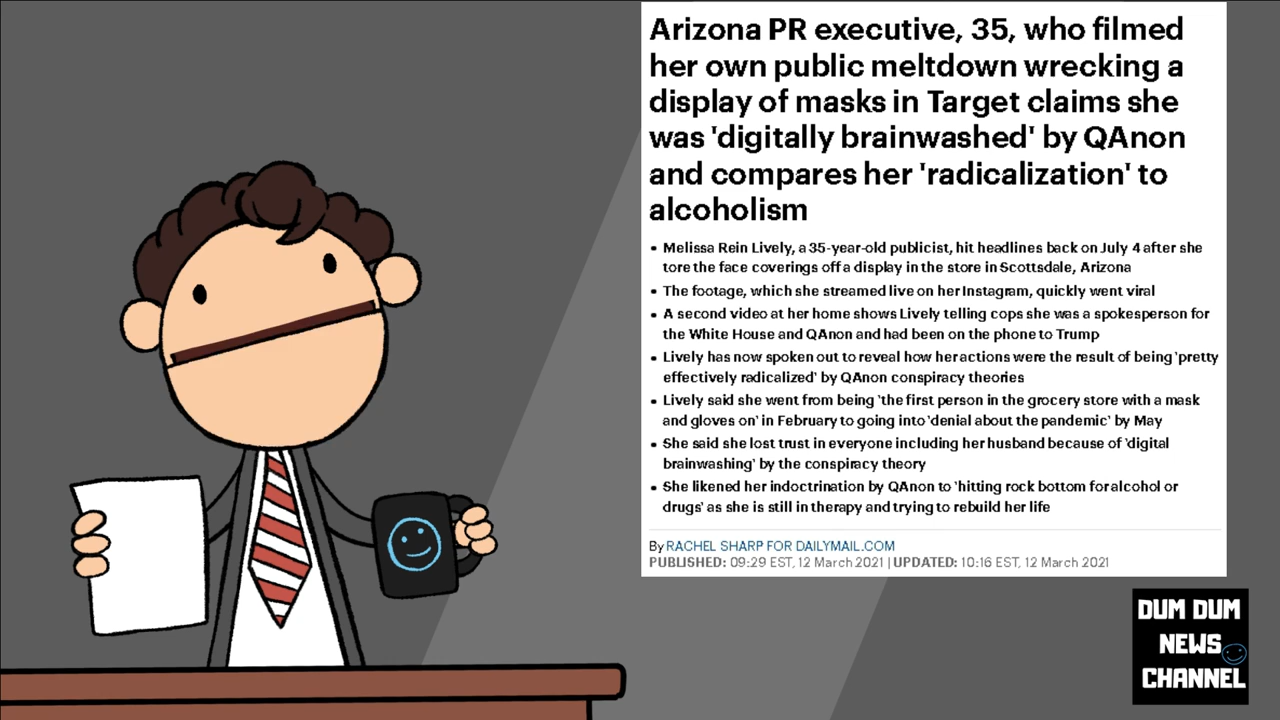 Arizona PR executive, 35, who filmed
her own public meltdown wrecking a
display of masks in Target claims she
was 'digitally brainwashed' by QAnon
and compares her 'radicalization' to
alcoholism
• Melissa Rein Lively, a 35-year-old publicist, hit headlines back on July 4 after she
tore the face coverings off a display in the store in Scottsdale, Arizona
• The footage, which she streamed live on her Instagram, quickly went viral
• A second video at her home shows Lively telling cops she was a spokesperson for
the White House and QAnon and had been on the phone to Trump
• Lively has now spoken out to reveal how her actions were the result of being 'pretty
effectively radicalized' by QAnon conspiracy theories
• Lively said she went from being 'the first person in the grocery store with a mask
and gloves on' in February to going into 'denial about the pandemic' by May
• She said she lost trust in everyone including her husband because of 'digital
brainwashing' by the conspiracy theory
• She likened her indoctrination by QAnon to 'hitting rock bottom for alcohol or
drugs' as she is still in therapy and trying to rebuild her life
By RACHEL SHARP FOR DAILYMAIL.COM
PUBLISHED: 09:29 EST, 12 March 2021 | UPDATED: 10:16 EST, 12 March 2021
DUM DUM
NEWS
CHANNEL